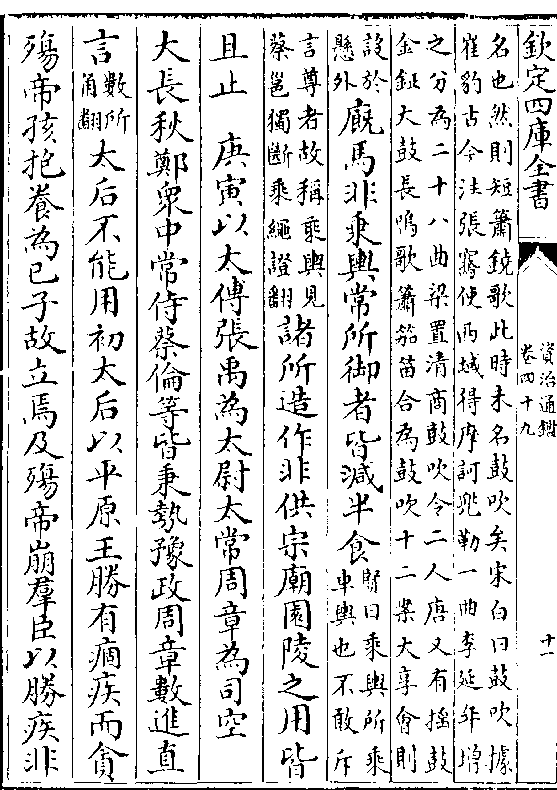 欽定四庫全書
資治通鑑
卷四十九
十一
名也然則短簫鐃歌此時未名鼓吹矣宋白曰鼓吹據
崔豹古今注張騫使西域得摩訶兜勒一曲李延年增
之分為二十八曲梁置清商鼓吹令二人唐又有搖鼓
金鉦大鼓長鳴歌簫笳笛合為鼓吹十二案大享會則
設於
懸外
廐馬非乘輿常所御者皆減半食
賢曰乘輿所乘
車輿也不敢斥
言尊者故稱乘輿見
蔡邕獨斷乘繩證翻
諸所造作非供宗廟園陵之用皆
且止 庚寅以太傅張禹為太尉太常周章為司空
大長秋鄭衆中常侍蔡倫等皆秉埶豫政周章數進直
言
數所
角翻
太后不能用初太后以平原王勝有痼疾而貪
殤帝孩抱養為已子故立焉及殤帝崩羣臣以勝疾非